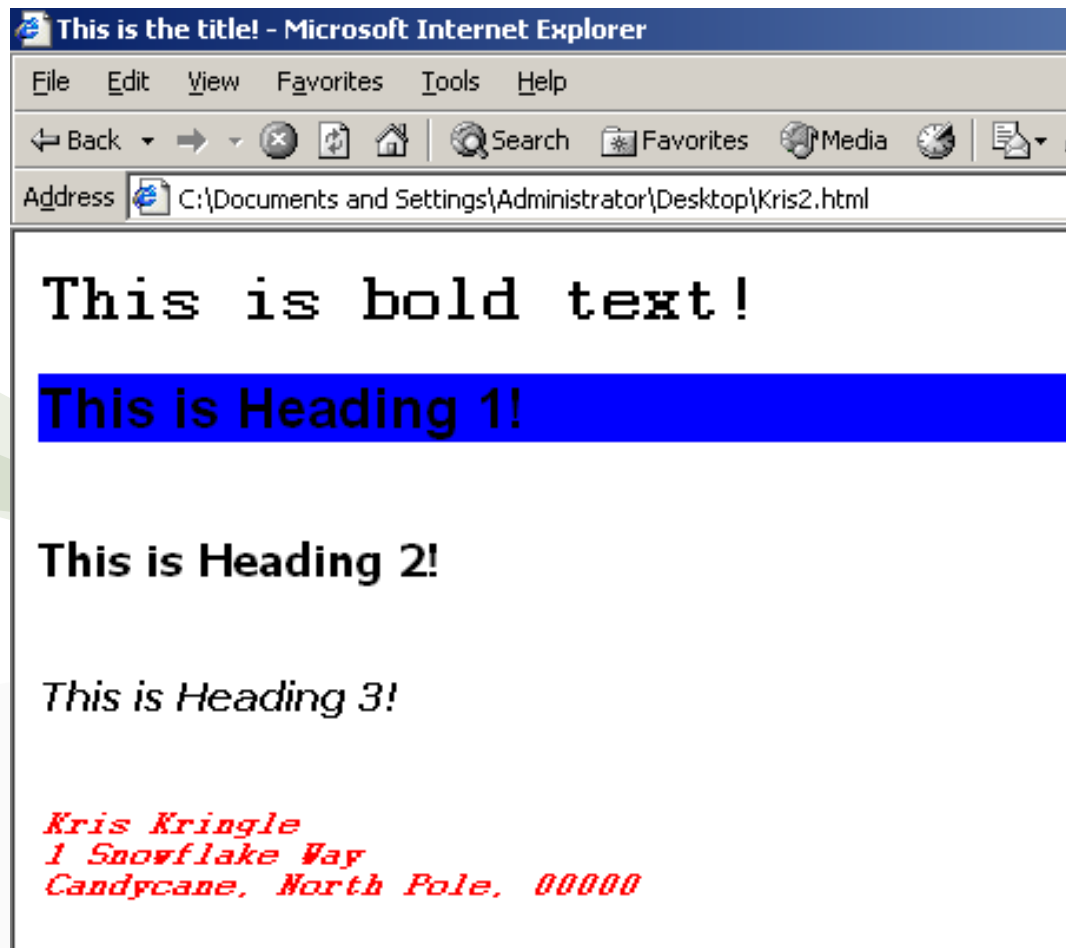 This is the title! - Microsoft Internet Explorer
File Edit View Favorites Tools Help
Back Search Favorites Media
Address C:\Documents and Settings\Administrator\Desktop\Kris2.html
This is bold text!
This is Heading 1!
This is Heading 2!
This is Heading 3!
Kris Kringle
1 Snowflake Way
Candycane, North Pole, 00000